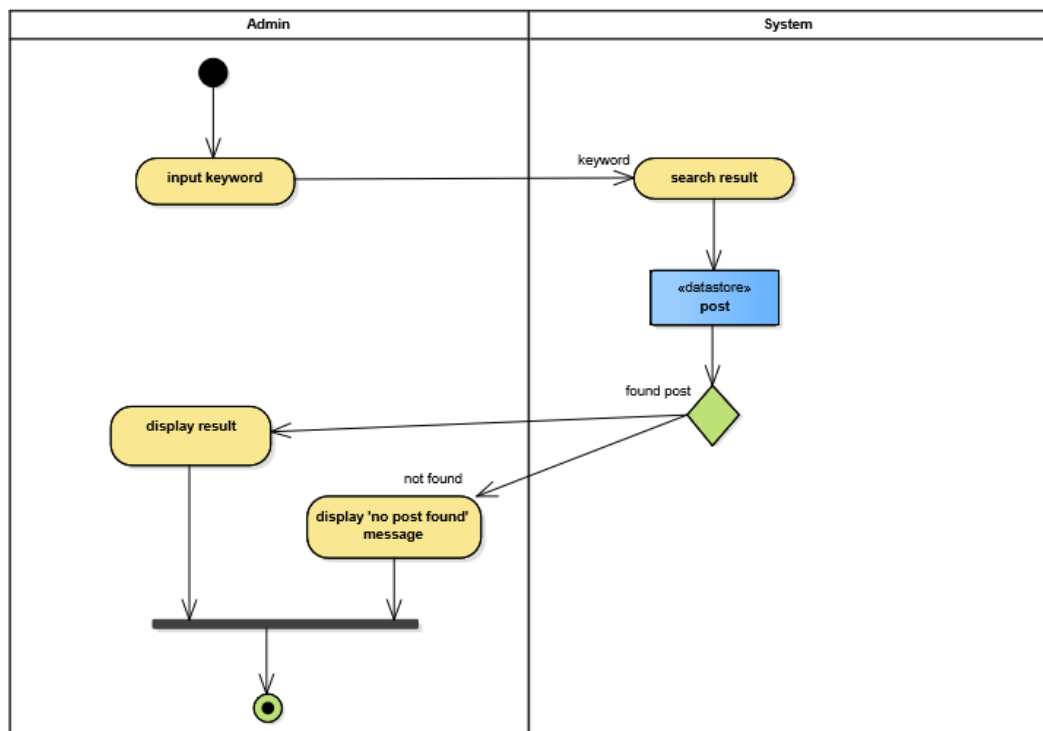 Admin
System
keyword
input keyword
search result
«datastore»
post
found post
display result
not found
display 'no post found'
message